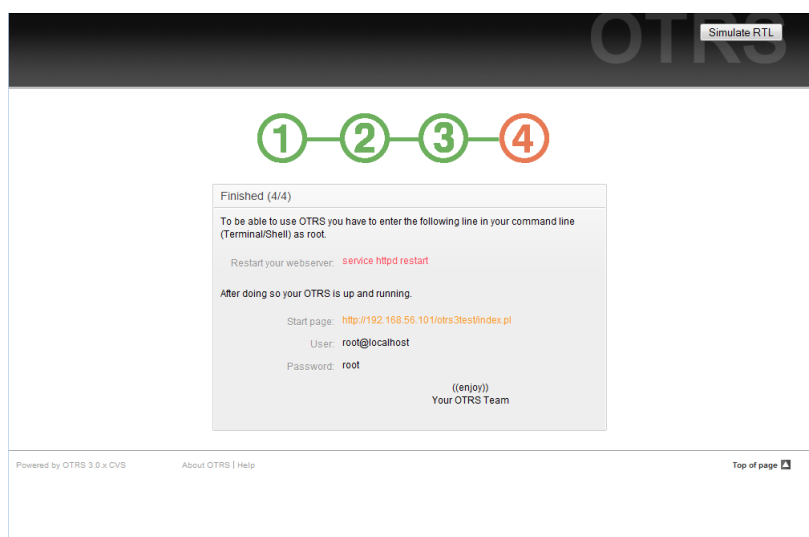 OTRS
Simulate RTL
1 2 3 4
Finished (4/4)
To be able to use OTRS you have to enter the following line in your command line
(Terminal/Shell) as root.
Restart your webserver: service httpd restart
After doing so your OTRS is up and running.
Start page: http://192.168.56.101/otrs3test/index.pl
User: root@localhost
Password: root
((enjoy))
Your OTRS Team
Powered by OTRS 3.0.x CVS About OTRS | Help Top of page